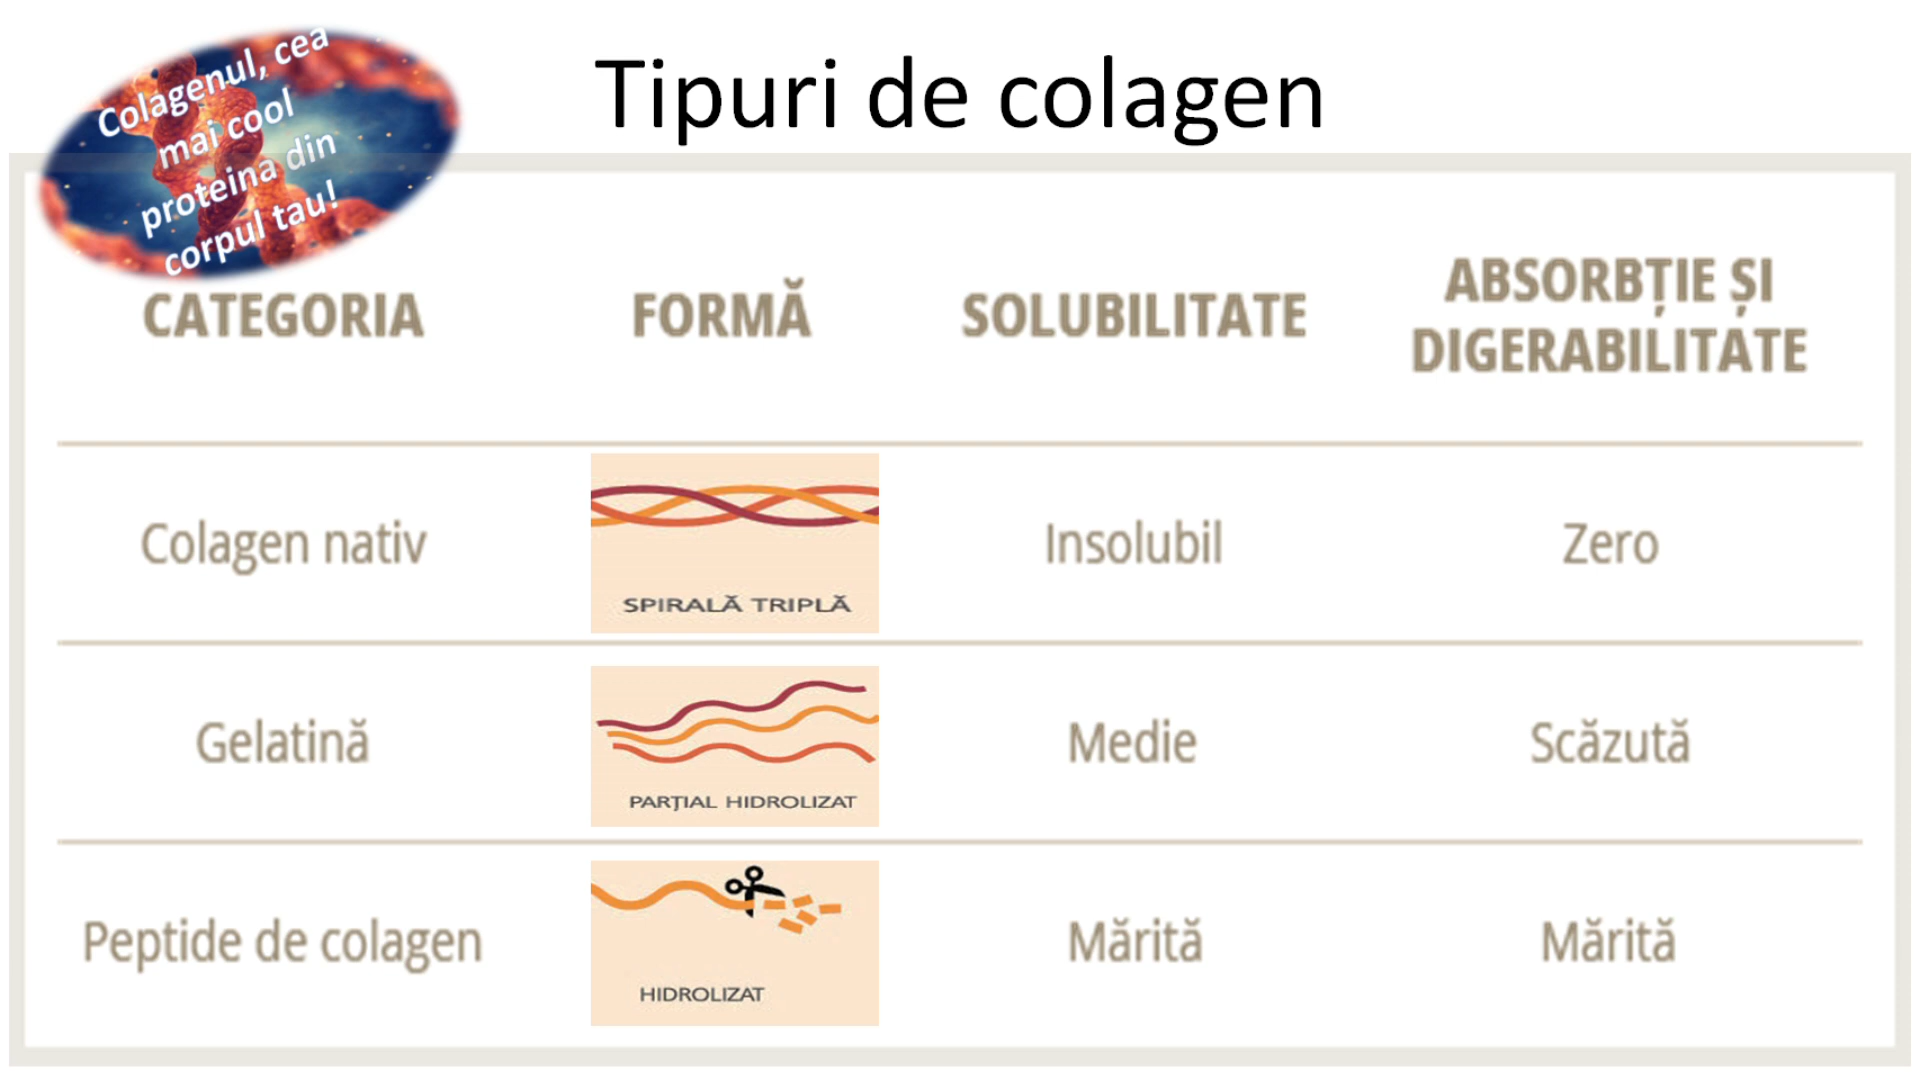 Colagenul, cea
mai cool
proteina din
corpul tau!
Tipuri de colagen
CATEGORIA
FORMĂ
SOLUBILITATE
ABSORBȚIE ȘI
DIGERABILITATE
Colagen nativ
SPIRALĂ TRIPLĂ
Insolubil
Zero
Gelatină
PARȚIAL HIDROLIZAT
Medie
Scăzută
Peptide de colagen
HIDROLIZAT
Mărită
Mărită